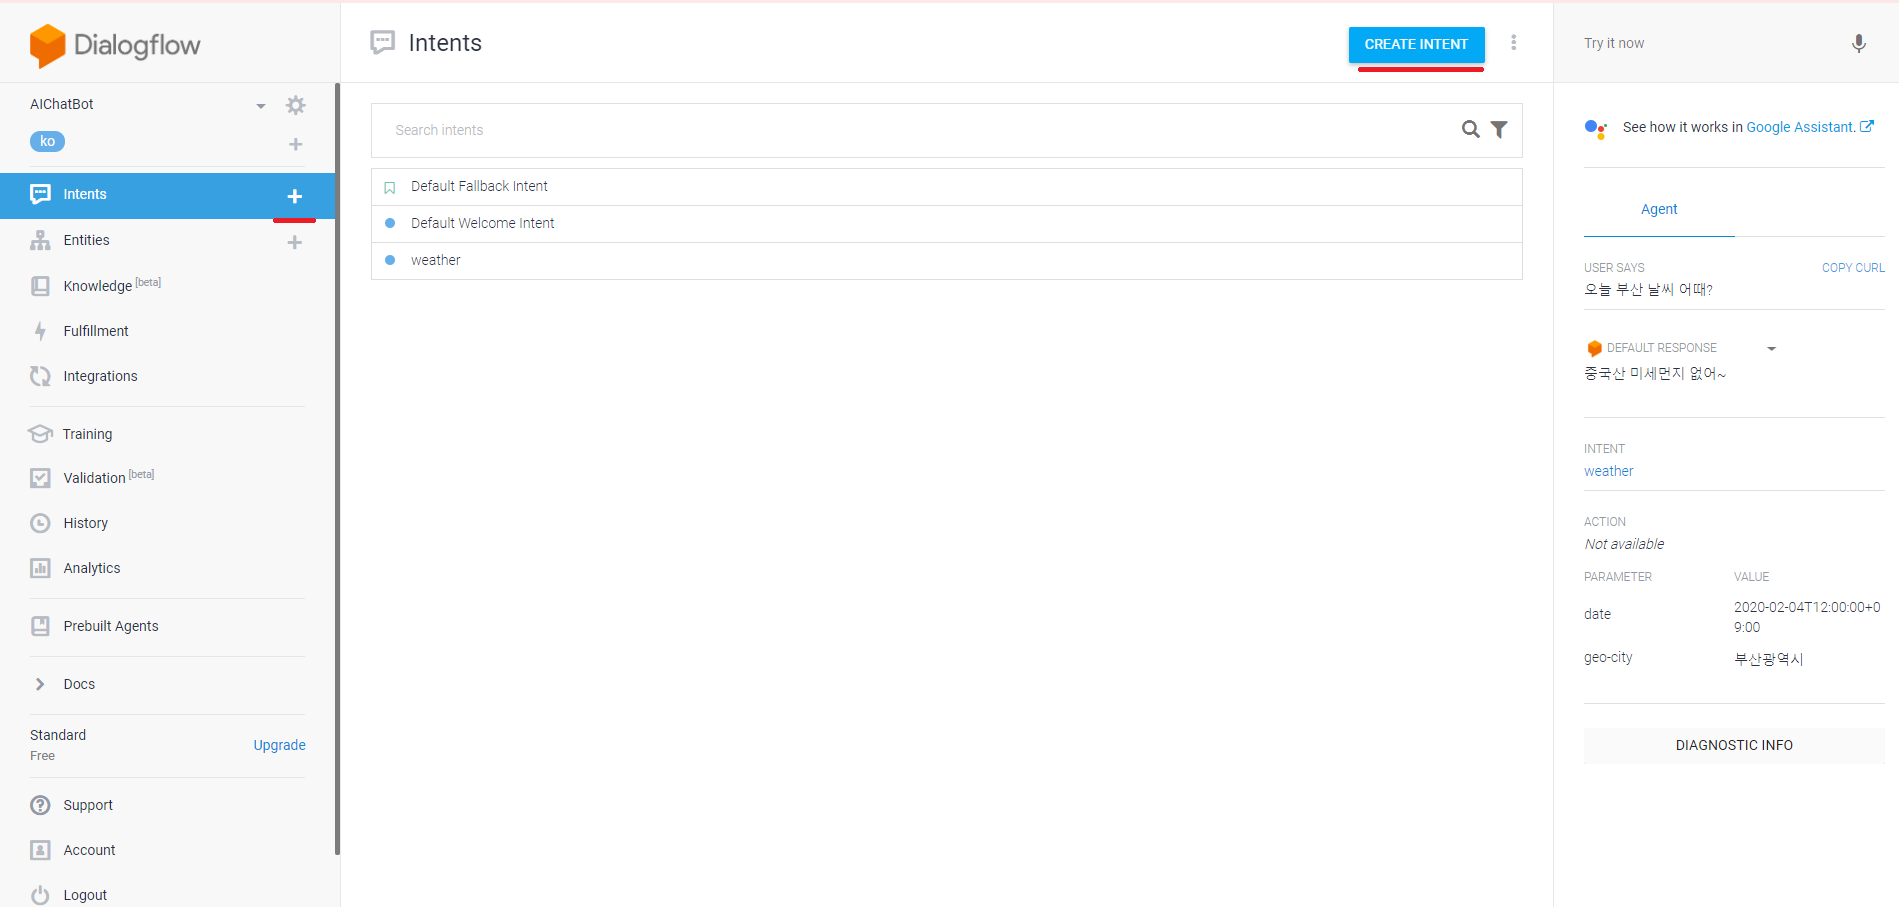 Dialogflow
AIChatBot
ko
Intents
Entities
Knowledge [beta]
Fulfillment
Integrations
Training
Validation [beta]
History
Analytics
Prebuilt Agents
Docs
Standard
Free
Upgrade
Support
Account
Logout
Intents
CREATE INTENT
Search intents
Default Fallback Intent
Default Welcome Intent
weather
Try it now
See how it works in Google Assistant.
Agent
USER SAYS COPY CURL
오늘 부산 날씨 어때?
DEFAULT RESPONSE
중국산 미세먼지 없어~
INTENT
weather
ACTION
Not available
PARAMETER VALUE
date 2020-02-04T12:00:00+0
9:00
geo-city 부산광역시
DIAGNOSTIC INFO